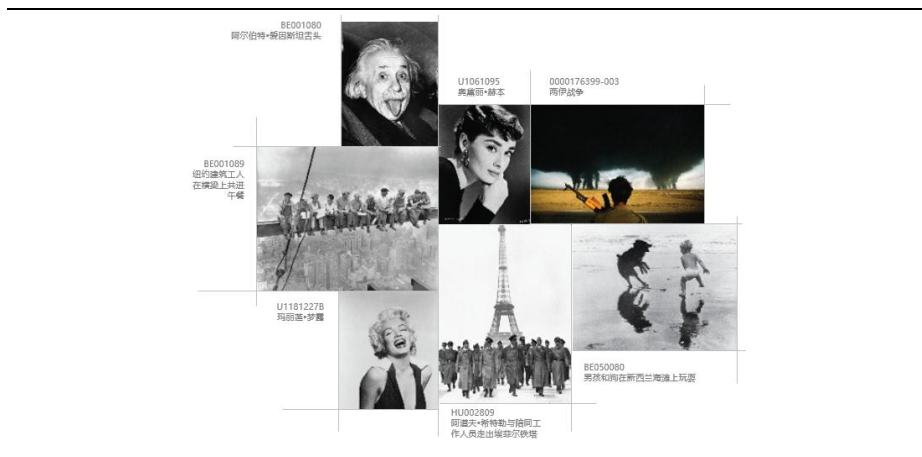 BE001080
阿尔伯特•爱因斯坦舌头
U1061095
奥黛丽•赫本
0000176399-003
两伊战争
BE001089
纽约建筑工人
在横梁上共进
午餐
U1181227B
玛丽莲•梦露
BE050080
男孩和狗在新西兰海滩上玩耍
HU002809
阿道夫•希特勒与陪同工
作人员走出埃菲尔铁塔